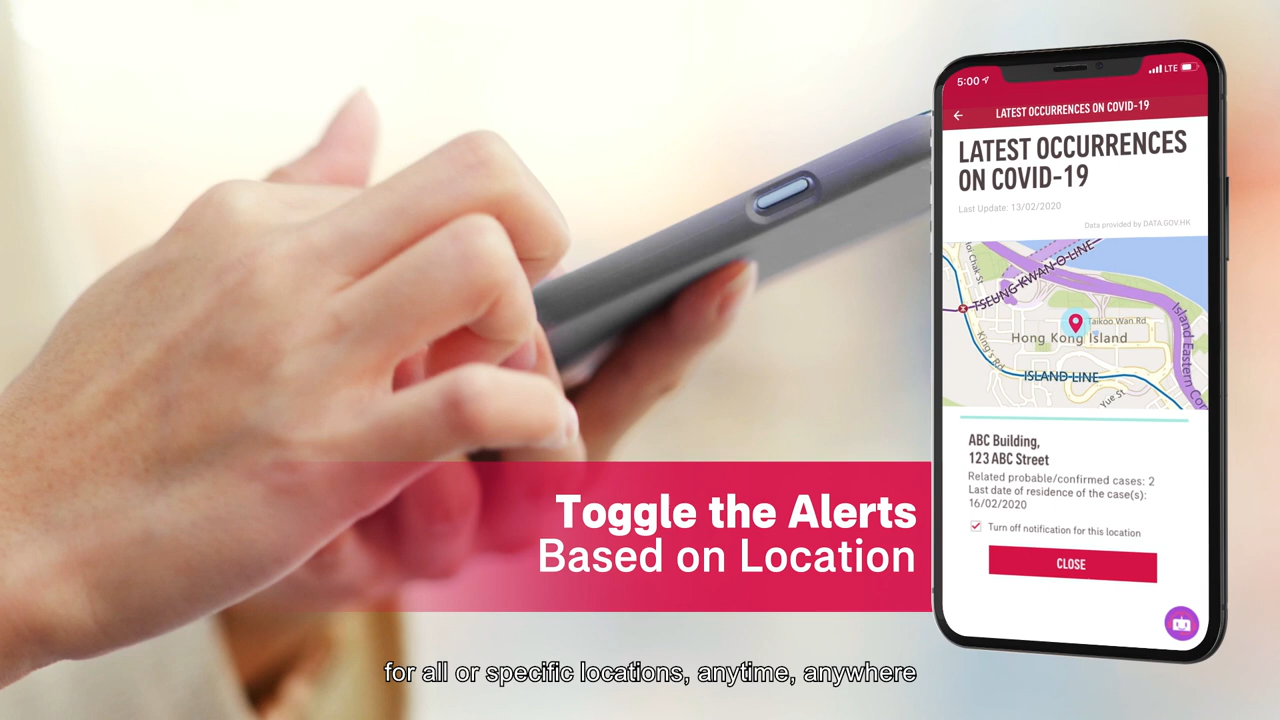 5:00
LTE
LATEST OCCURRENCES ON COVID-19
LATEST OCCURRENCES
ON COVID-19
Last Update: 13/02/2020
Data provided by DATA.GOV.HK
TSEUNG KWAN O LINE
Taikoo Wan Rd
Hong Kong Island
King's Rd
ISLAND LINE
Island Eastern
Yue St
ABC Building,
123 ABC Street
Related probable/confirmed cases: 2
Last date of residence of the case(s):
16/02/2020
Turn off notification for this location
CLOSE
Toggle the Alerts
Based on Location
for all or specific locations, anytime, anywhere